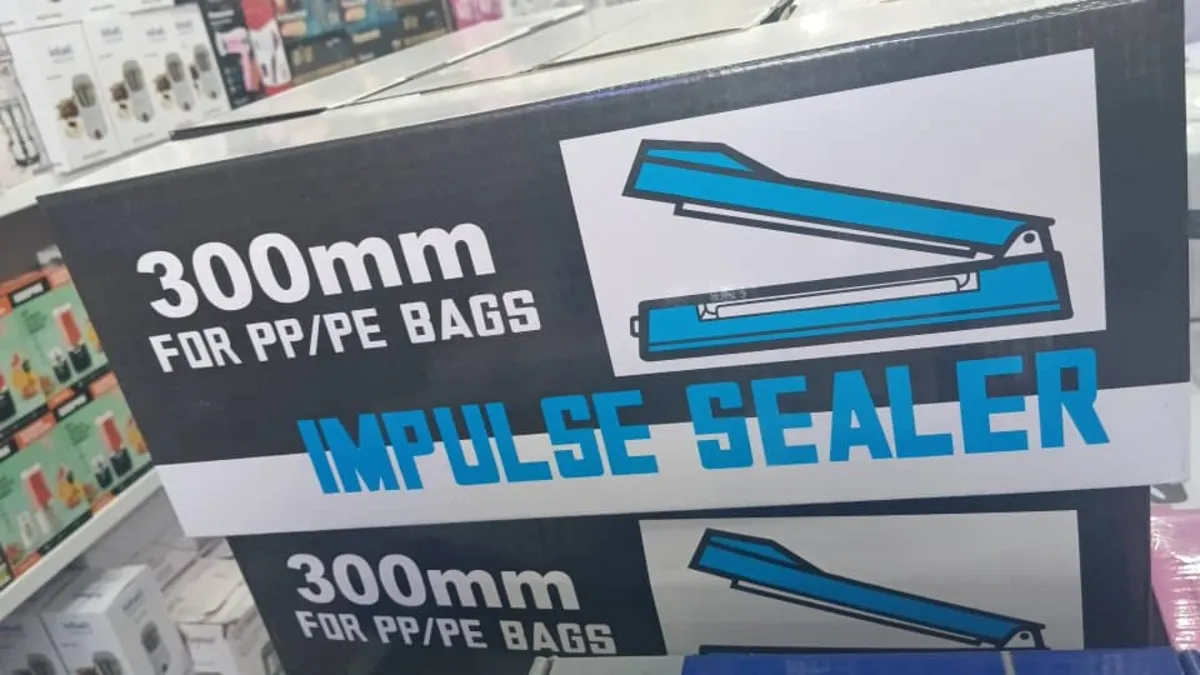 300mm
FOR PP/PE BAGS
IMPULSE SEALER
300mm
FOR PP/PE BAGS